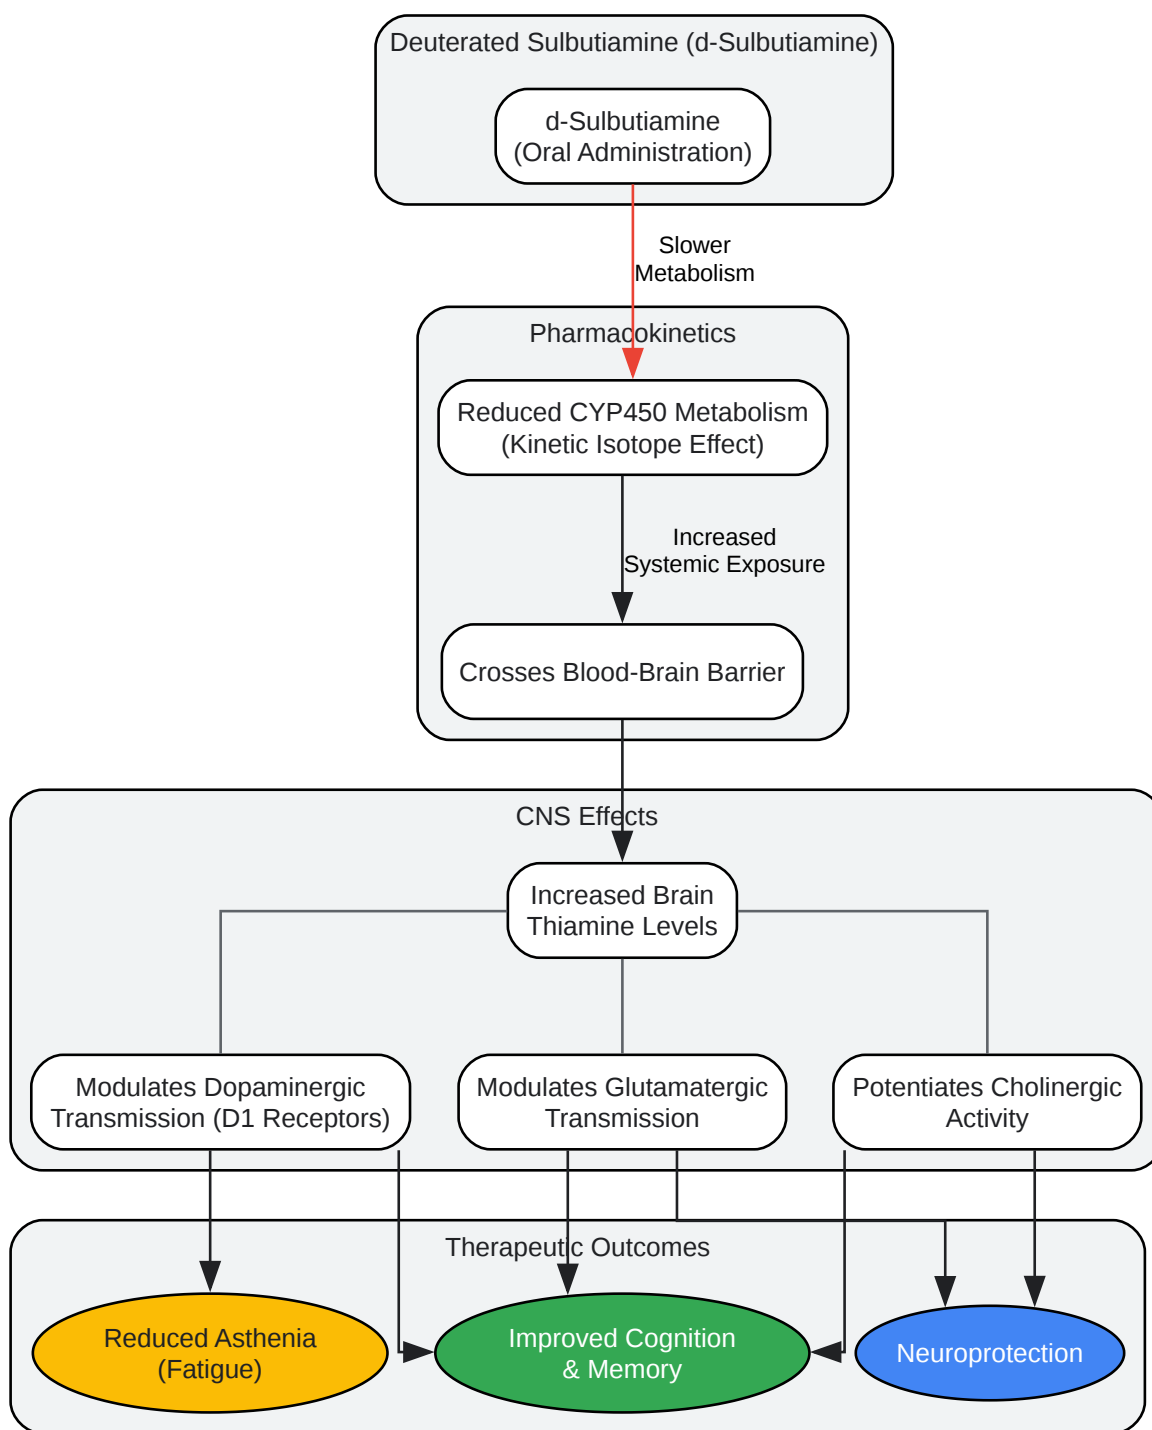 Deuterated Sulbutiamine (d-Sulbutiamine)
d-Sulbutiamine
(Oral Administration)
Slower
Metabolism
Pharmacokinetics
Reduced CYP450 Metabolism
(Kinetic Isotope Effect)
Increased
Systemic Exposure
Crosses Blood-Brain Barrier
CNS Effects
Increased Brain
Thiamine Levels
Modulates Dopaminergic
Transmission (D1 Receptors)
Modulates Glutamatergic
Transmission
Potentiates Cholinergic
Activity
Therapeutic Outcomes
Reduced Asthenia
(Fatigue)
Improved Cognition
& Memory
Neuroprotection